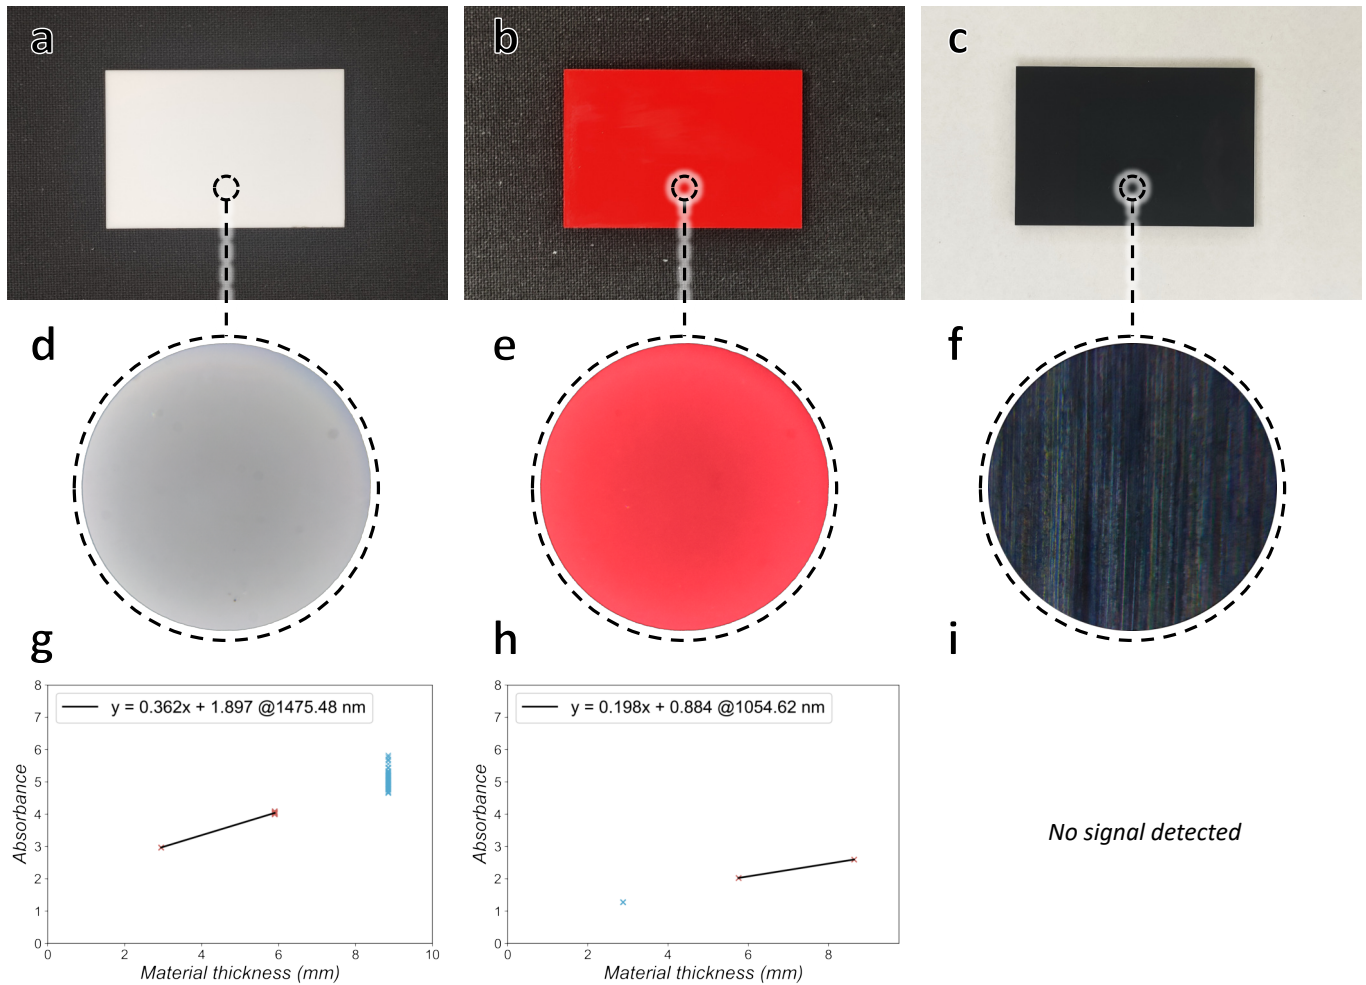 a
b
c
d
e
f
g
h
i
y = 0.362x + 1.897 @1475.48 nm
8
7
6
5
4
3
2
1
0
0 2 4 6 8 10
Absorbance
Material thickness (mm)
y = 0.198x + 0.884 @1054.62 nm
8
7
6
5
4
3
2
1
0
0 2 4 6 8
Absorbance
Material thickness (mm)
No signal detected